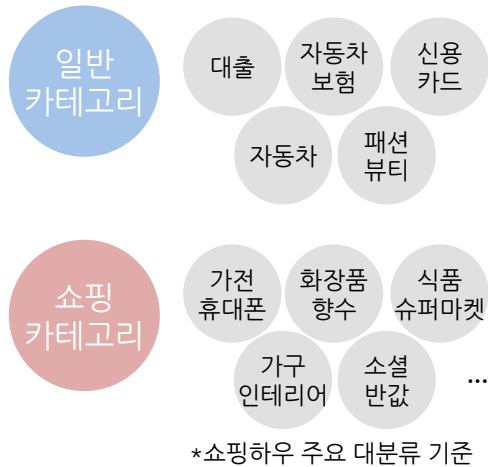 일반
카테고리
대출
자동차
보험
신용
카드
자동차
패션
뷰티
쇼핑
카테고리
가전
휴대폰
화장품
향수
식품
슈퍼마켓
가구
인테리어
소셜
반값
...
*쇼핑하우 주요 대분류 기준